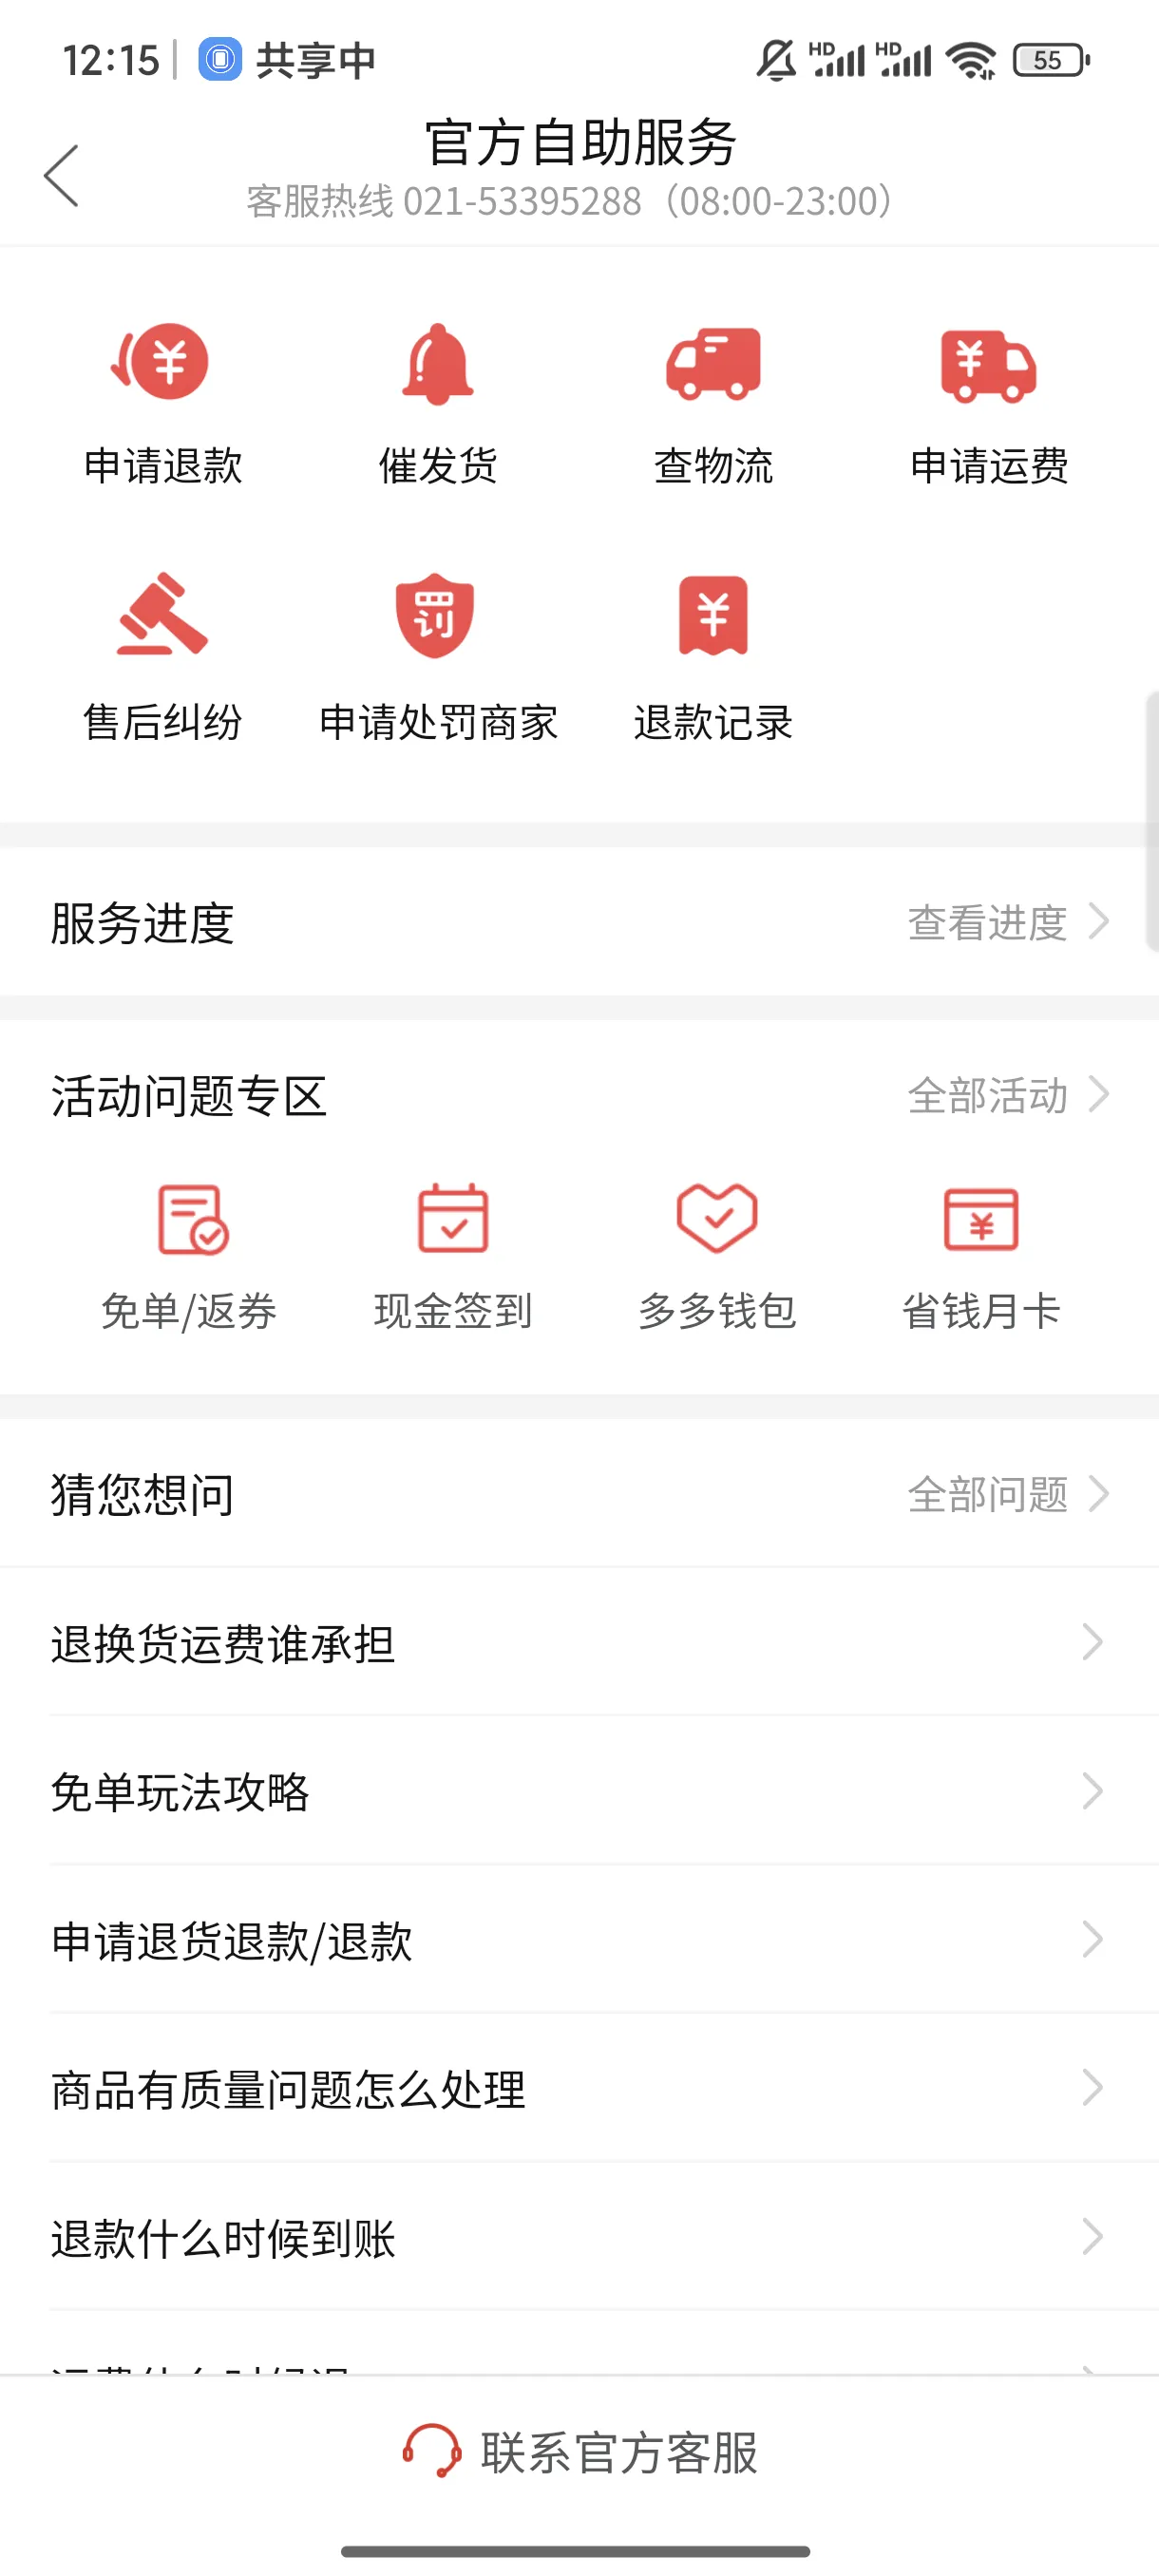 12:15 共享中 HD HD 55
官方自助服务
客服热线 021-53395288（08:00-23:00）
申请退款 催发货 查物流 申请运费
罚
售后纠纷 申请处罚商家 退款记录
服务进度 查看进度
活动问题专区 全部活动
免单/返券 现金签到 多多钱包 省钱月卡
猜您想问 全部问题
退换货运费谁承担
免单玩法攻略
申请退货退款/退款
商品有质量问题怎么处理
退款什么时候到账
联系官方客服